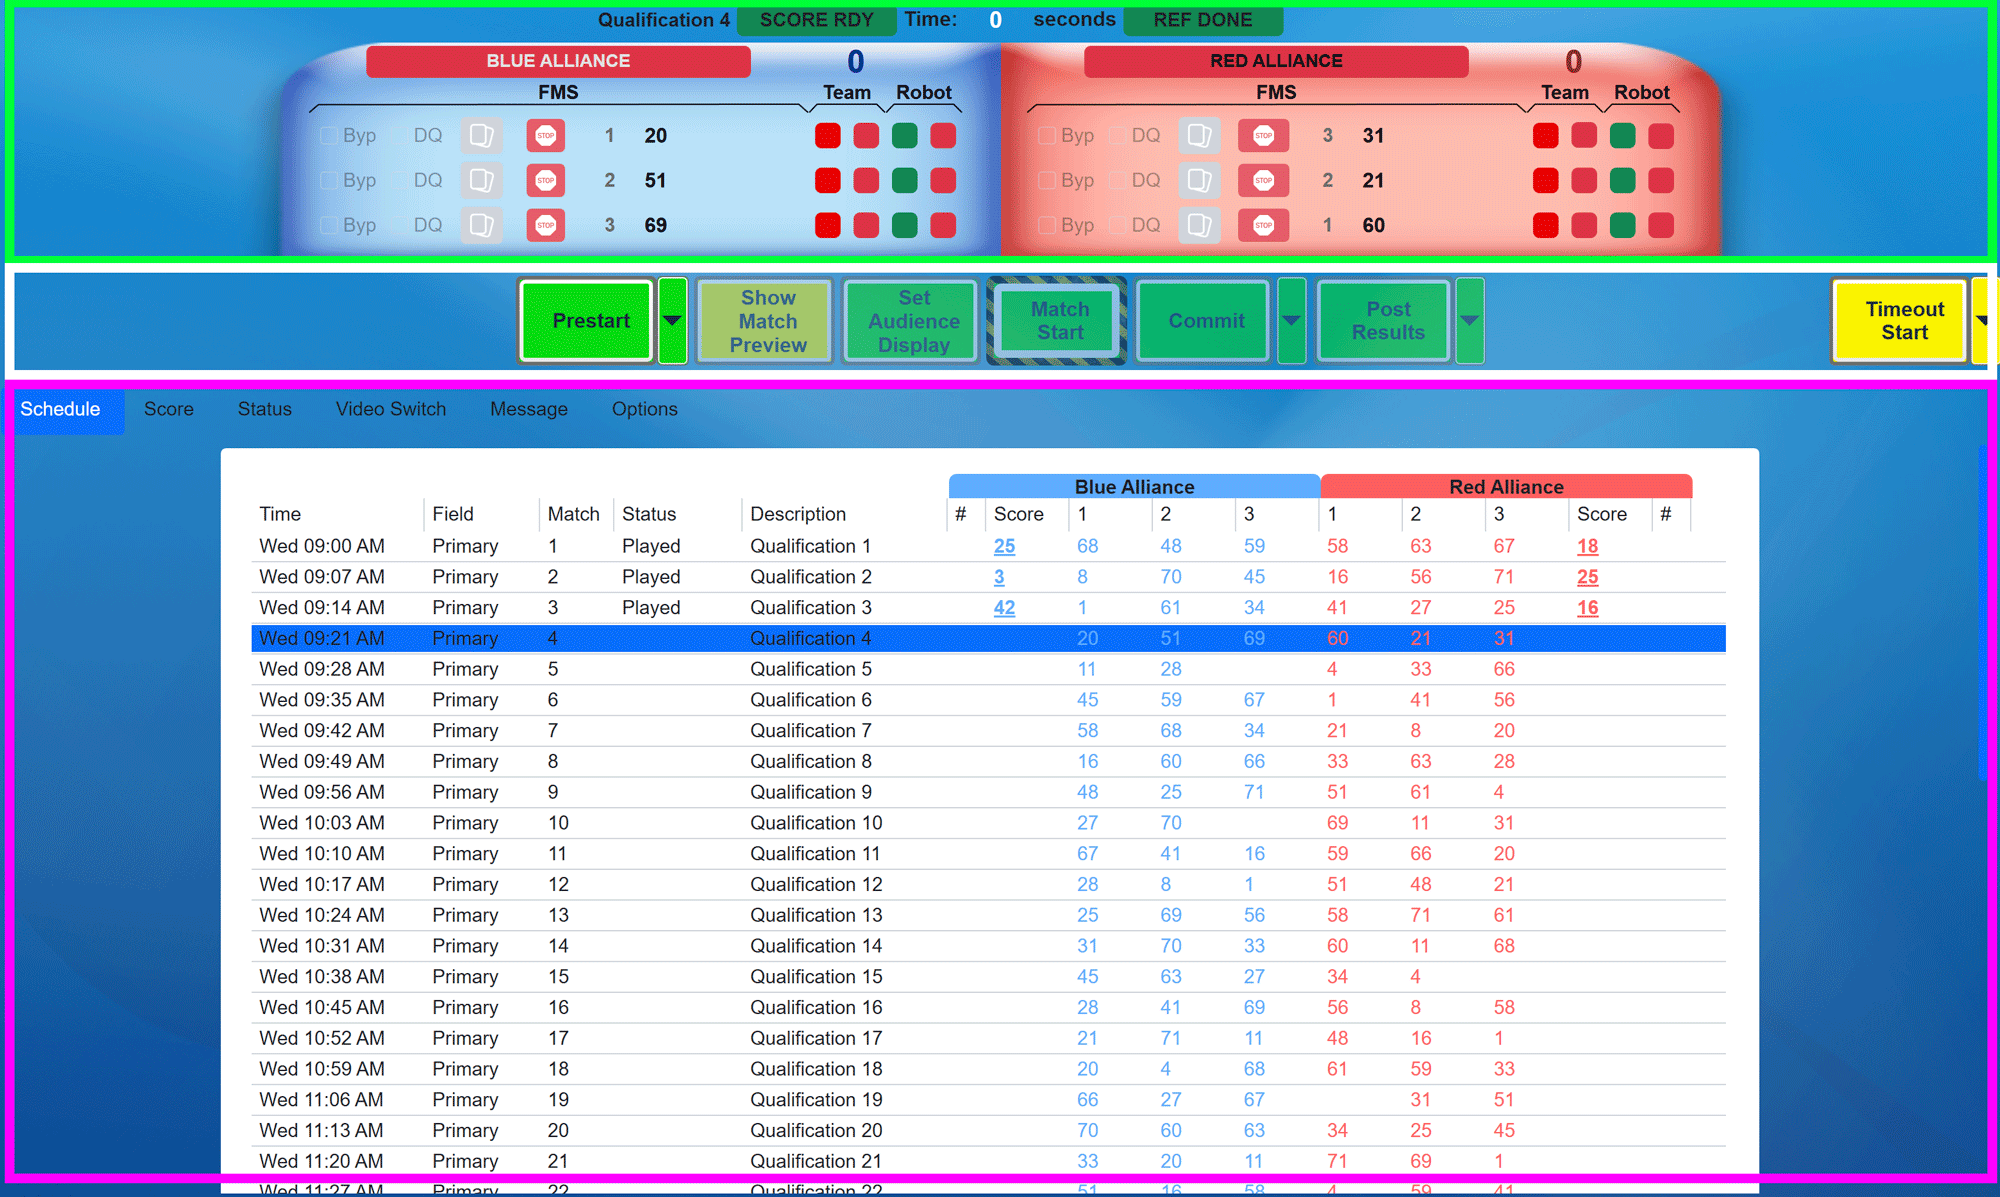 Qualification 4 SCORE RDY Time: 0 seconds REF DONE
BLUE ALLIANCE 0 RED ALLIANCE 0
FMS Team Robot FMS Team Robot
Byp DQ STOP 1 20 Byp DQ STOP 3 31
Byp DQ STOP 2 51 Byp DQ STOP 2 21
Byp DQ STOP 3 69 Byp DQ STOP 1 60
Prestart
Show
Match
Preview
Set
Audience
Display
Match
Start
Commit
Post
Results
Timeout
Start
Schedule Score Status Video Switch Message Options
Blue Alliance Red Alliance
Time Field Match Status Description # Score 1 2 3 1 2 3 Score #
Wed 09:00 AM Primary 1 Played Qualification 1 25 68 48 59 58 63 67 18
Wed 09:07 AM Primary 2 Played Qualification 2 3 8 70 45 16 56 71 25
Wed 09:14 AM Primary 3 Played Qualification 3 42 1 61 34 41 27 25 16
Wed 09:21 AM Primary 4 Qualification 4 20 51 69 60 21 31
Wed 09:28 AM Primary 5 Qualification 5 11 28 4 33 66
Wed 09:35 AM Primary 6 Qualification 6 45 59 67 1 41 56
Wed 09:42 AM Primary 7 Qualification 7 58 68 34 21 8 20
Wed 09:49 AM Primary 8 Qualification 8 16 60 66 33 63 28
Wed 09:56 AM Primary 9 Qualification 9 48 25 71 51 61 4
Wed 10:03 AM Primary 10 Qualification 10 27 70 69 11 31
Wed 10:10 AM Primary 11 Qualification 11 67 41 16 59 66 20
Wed 10:17 AM Primary 12 Qualification 12 28 8 1 51 48 21
Wed 10:24 AM Primary 13 Qualification 13 25 69 56 58 71 61
Wed 10:31 AM Primary 14 Qualification 14 31 70 33 60 11 68
Wed 10:38 AM Primary 15 Qualification 15 45 63 27 34 4
Wed 10:45 AM Primary 16 Qualification 16 28 41 69 56 8 58
Wed 10:52 AM Primary 17 Qualification 17 21 71 11 48 16 1
Wed 10:59 AM Primary 18 Qualification 18 20 4 68 61 59 33
Wed 11:06 AM Primary 19 Qualification 19 66 27 67 31 51
Wed 11:13 AM Primary 20 Qualification 20 70 60 63 34 25 45
Wed 11:20 AM Primary 21 Qualification 21 33 20 11 71 69 1
Wed 11:27 AM Primary 22 Qualification 22 51 16 58 4 59 41